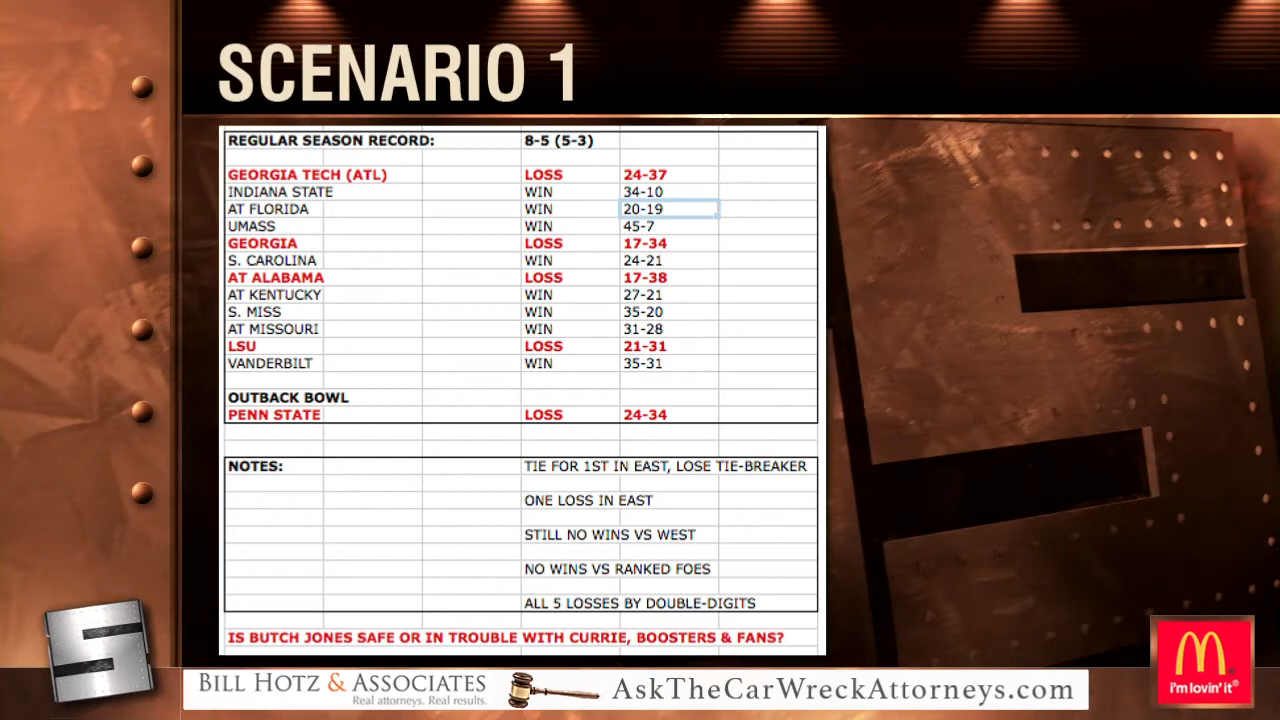 SCENARIO 1
REGULAR SEASON RECORD: 8-5 (5-3)
GEORGIA TECH (ATL) LOSS 24-37
INDIANA STATE WIN 34-10
AT FLORIDA WIN 20-19
UMASS WIN 45-7
GEORGIA LOSS 17-34
S. CAROLINA WIN 24-21
AT ALABAMA LOSS 17-38
AT KENTUCKY WIN 27-21
S. MISS WIN 35-20
AT MISSOURI WIN 31-28
LSU LOSS 21-31
VANDERBILT WIN 35-31
OUTBACK BOWL
PENN STATE LOSS 24-34
NOTES: TIE FOR 1ST IN EAST, LOSE TIE-BREAKER
ONE LOSS IN EAST
STILL NO WINS VS WEST
NO WINS VS RANKED FOES
ALL 5 LOSSES BY DOUBLE-DIGITS
IS BUTCH JONES SAFE OR IN TROUBLE WITH CURRIE, BOOSTERS & FANS?
BILL HOTZ & ASSOCIATES
Real attorneys. Real results.
AskTheCarWreckAttorneys.com
i'm lovin' it®